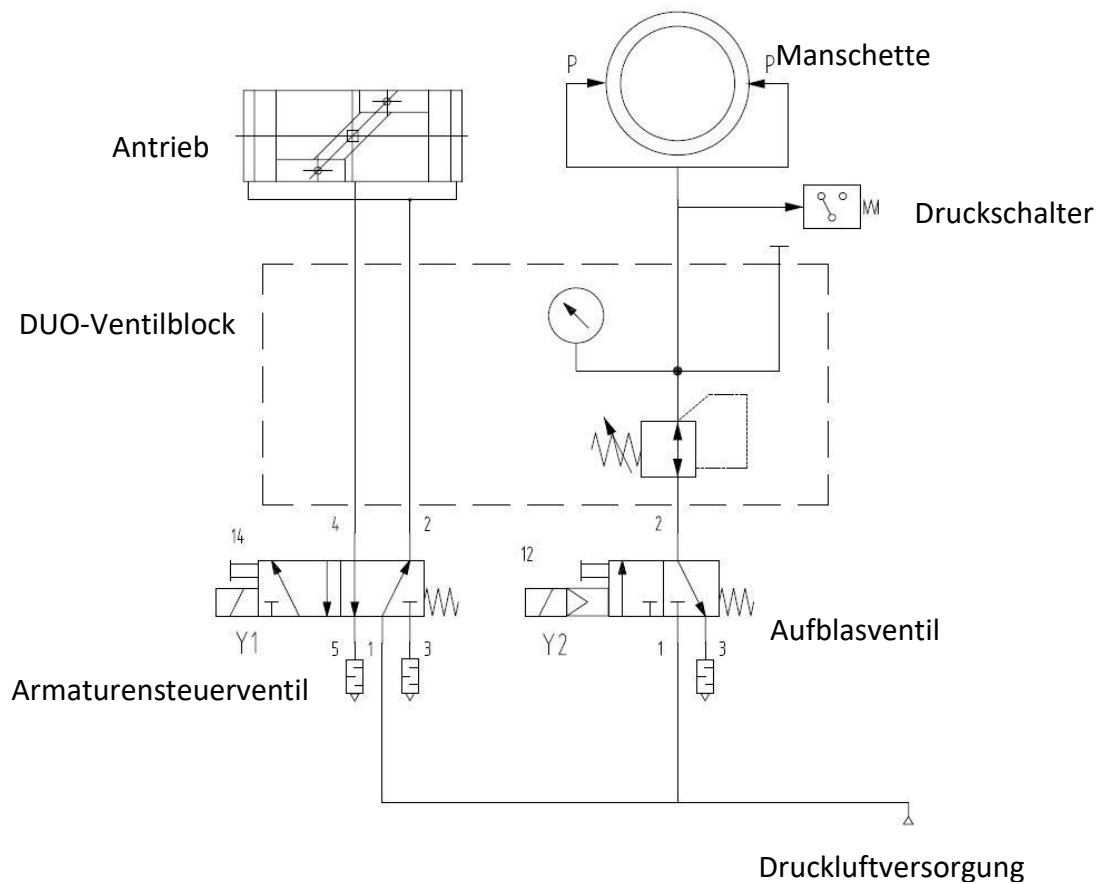 P
P
Manschette
Antrieb
Druckschalter
DUO-Ventilblock
4
2
2
14
12
Y1
5
1
3
Y2
1
3
Aufblasventil
Armaturensteuerventil
Druckluftversorgung